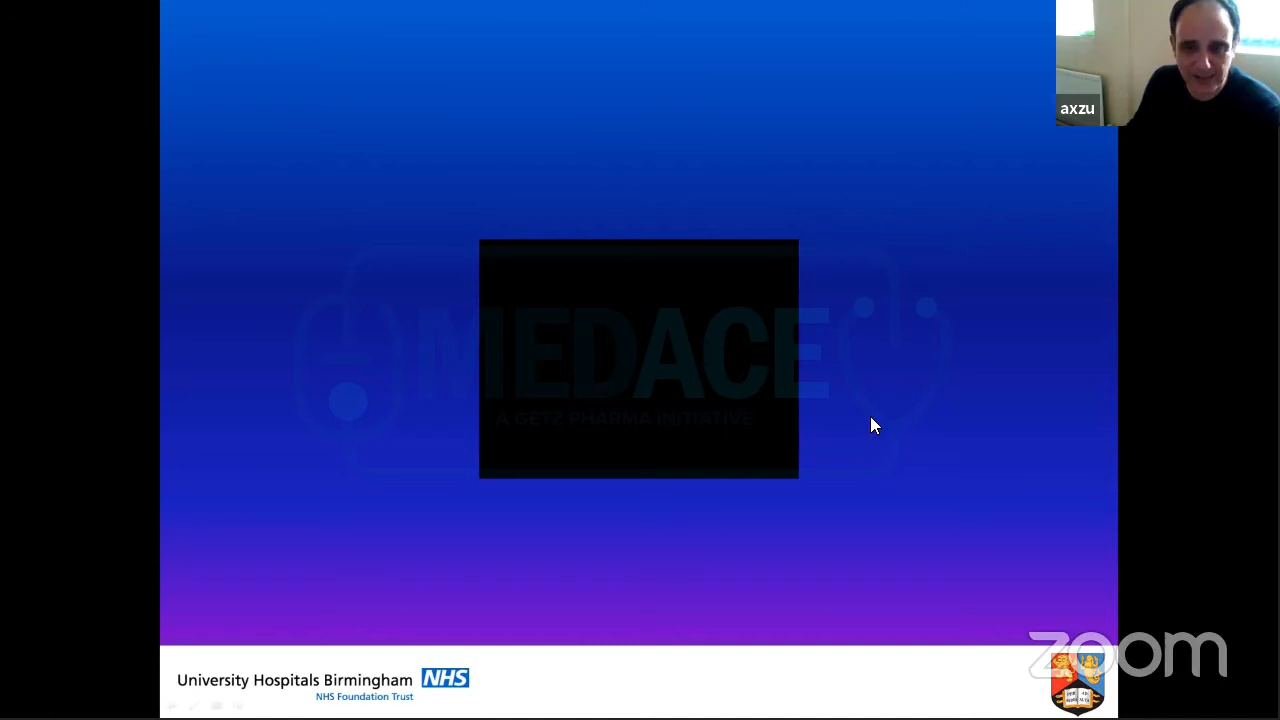 axzu
MEDACE
A GETZ PHARMA INITIATIVE
zoom
University Hospitals Birmingham NHS
NHS Foundation Trust